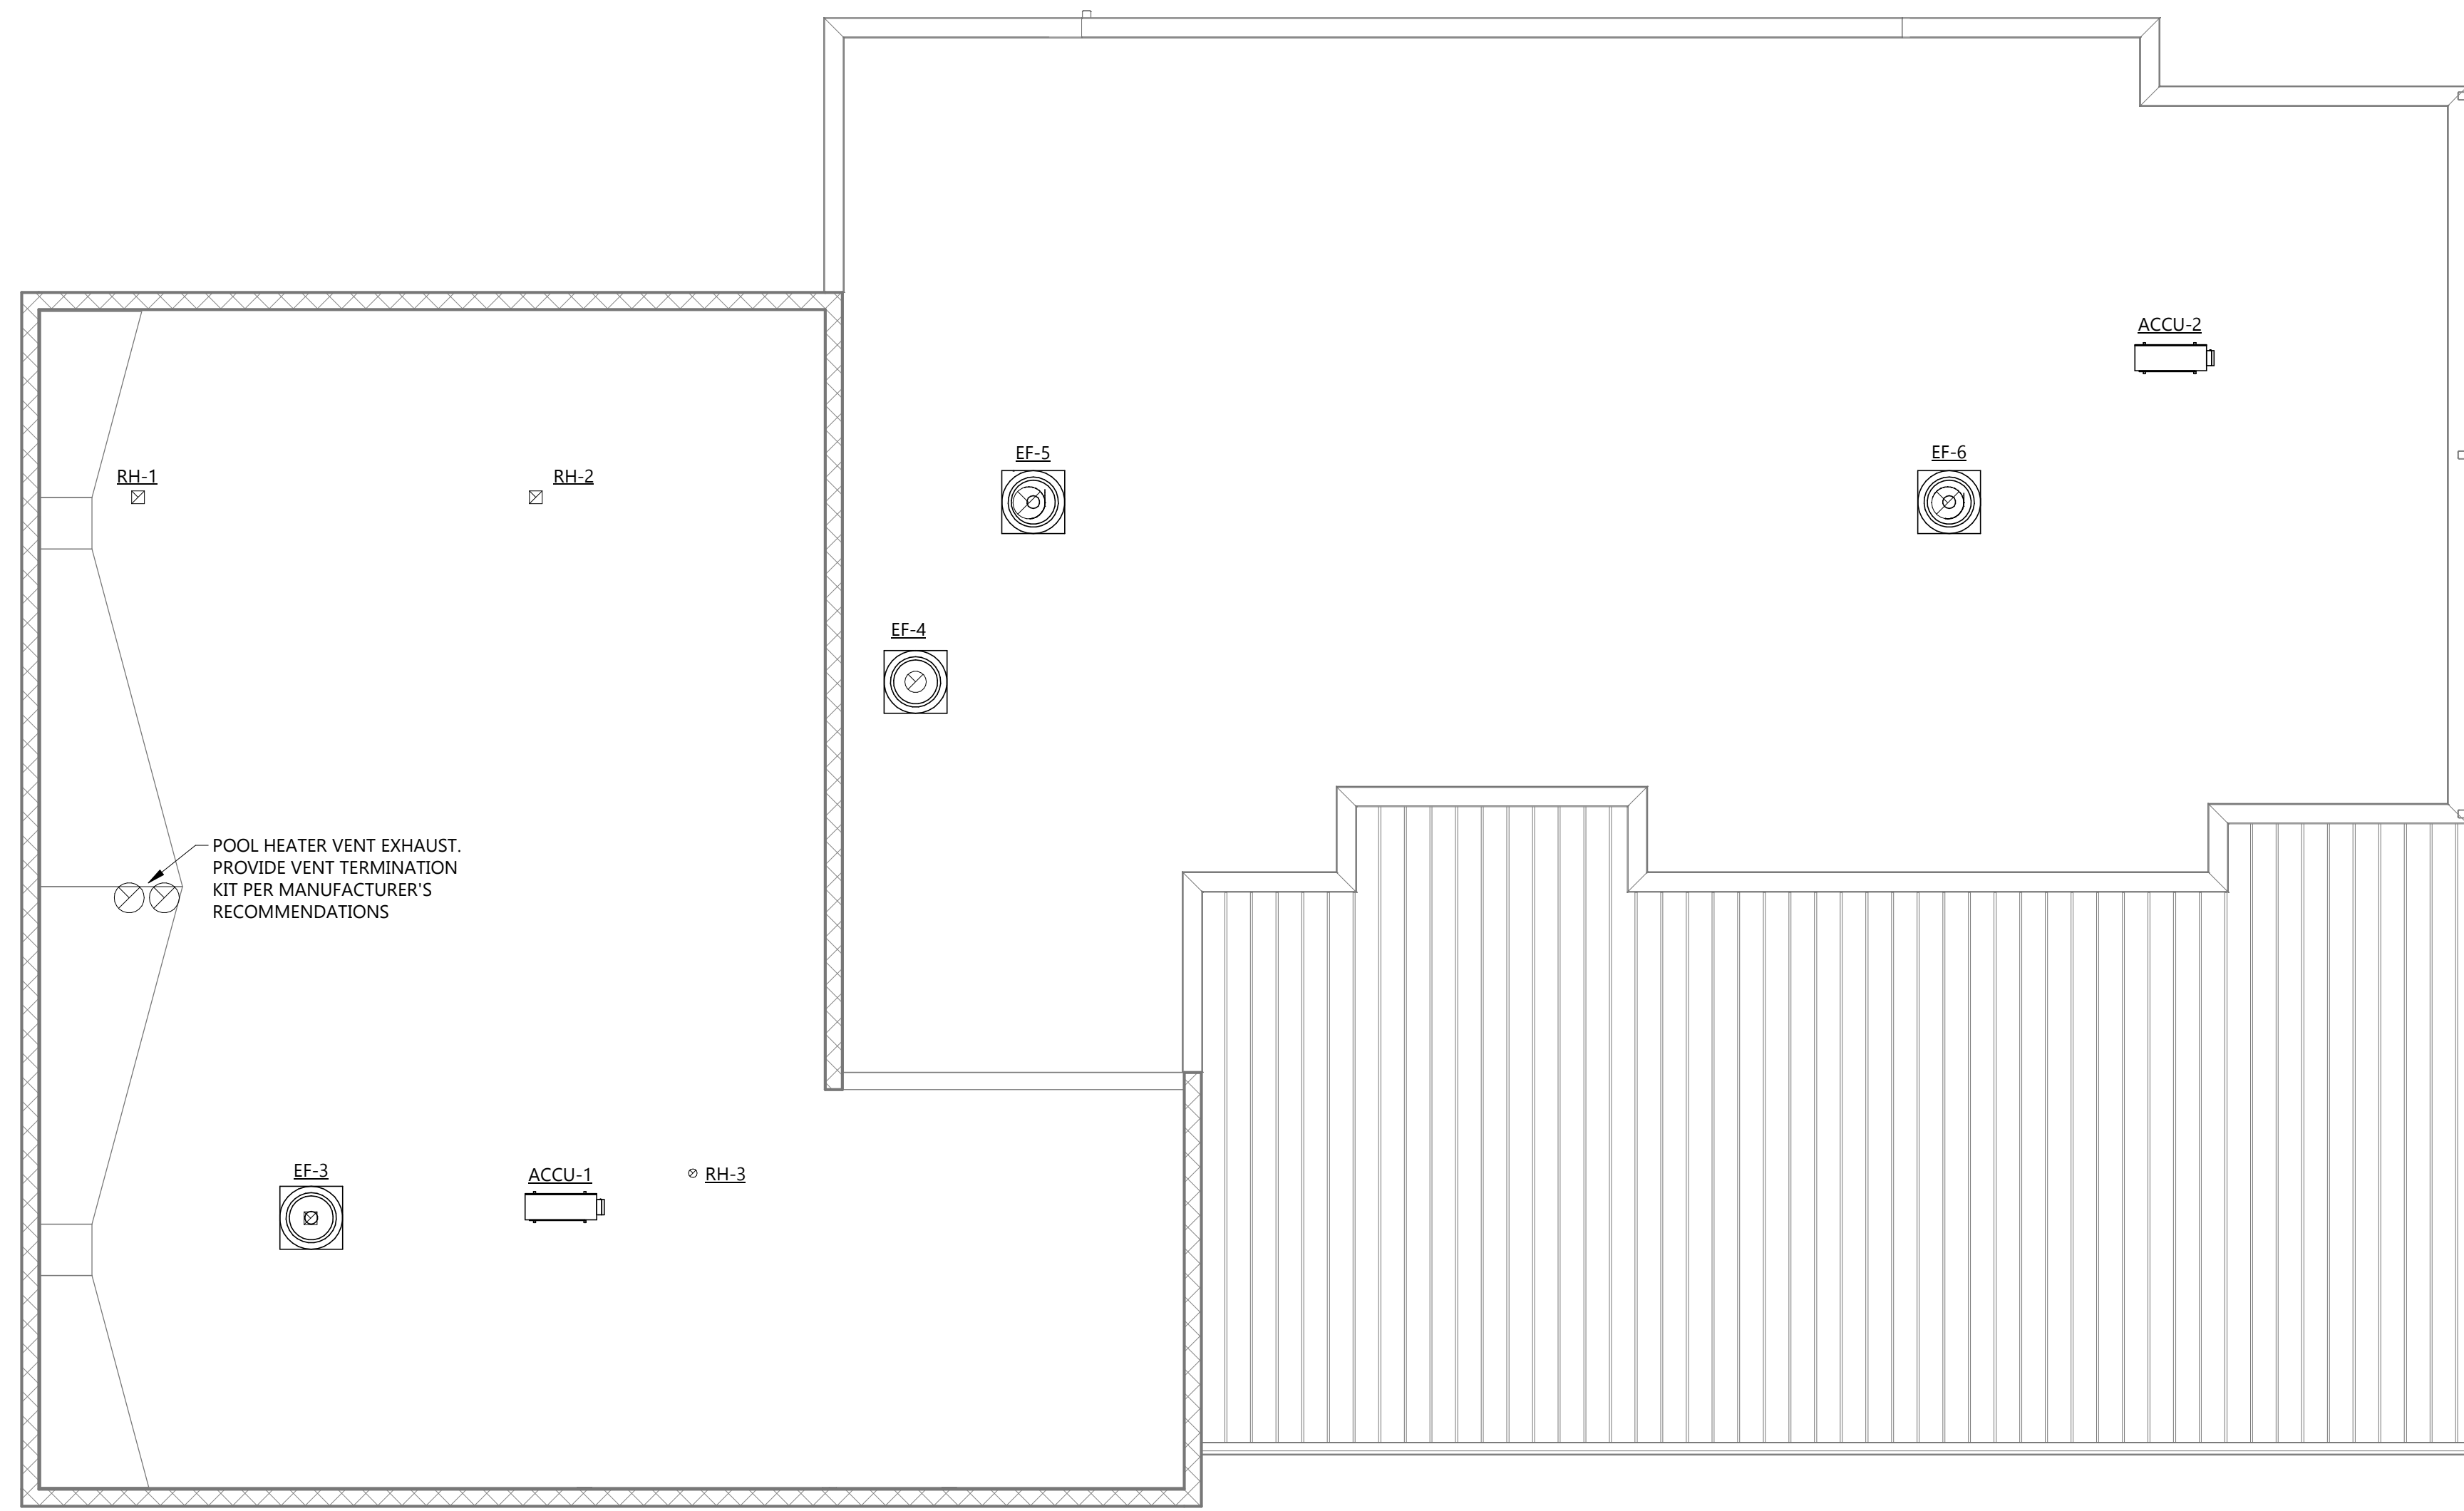 ACCU-2
EF-5
EF-6
RH-1
RH-2
EF-4
POOL HEATER VENT EXHAUST.
PROVIDE VENT TERMINATION
KIT PER MANUFACTURER'S
RECOMMENDATIONS
EF-3
ACCU-1
RH-3